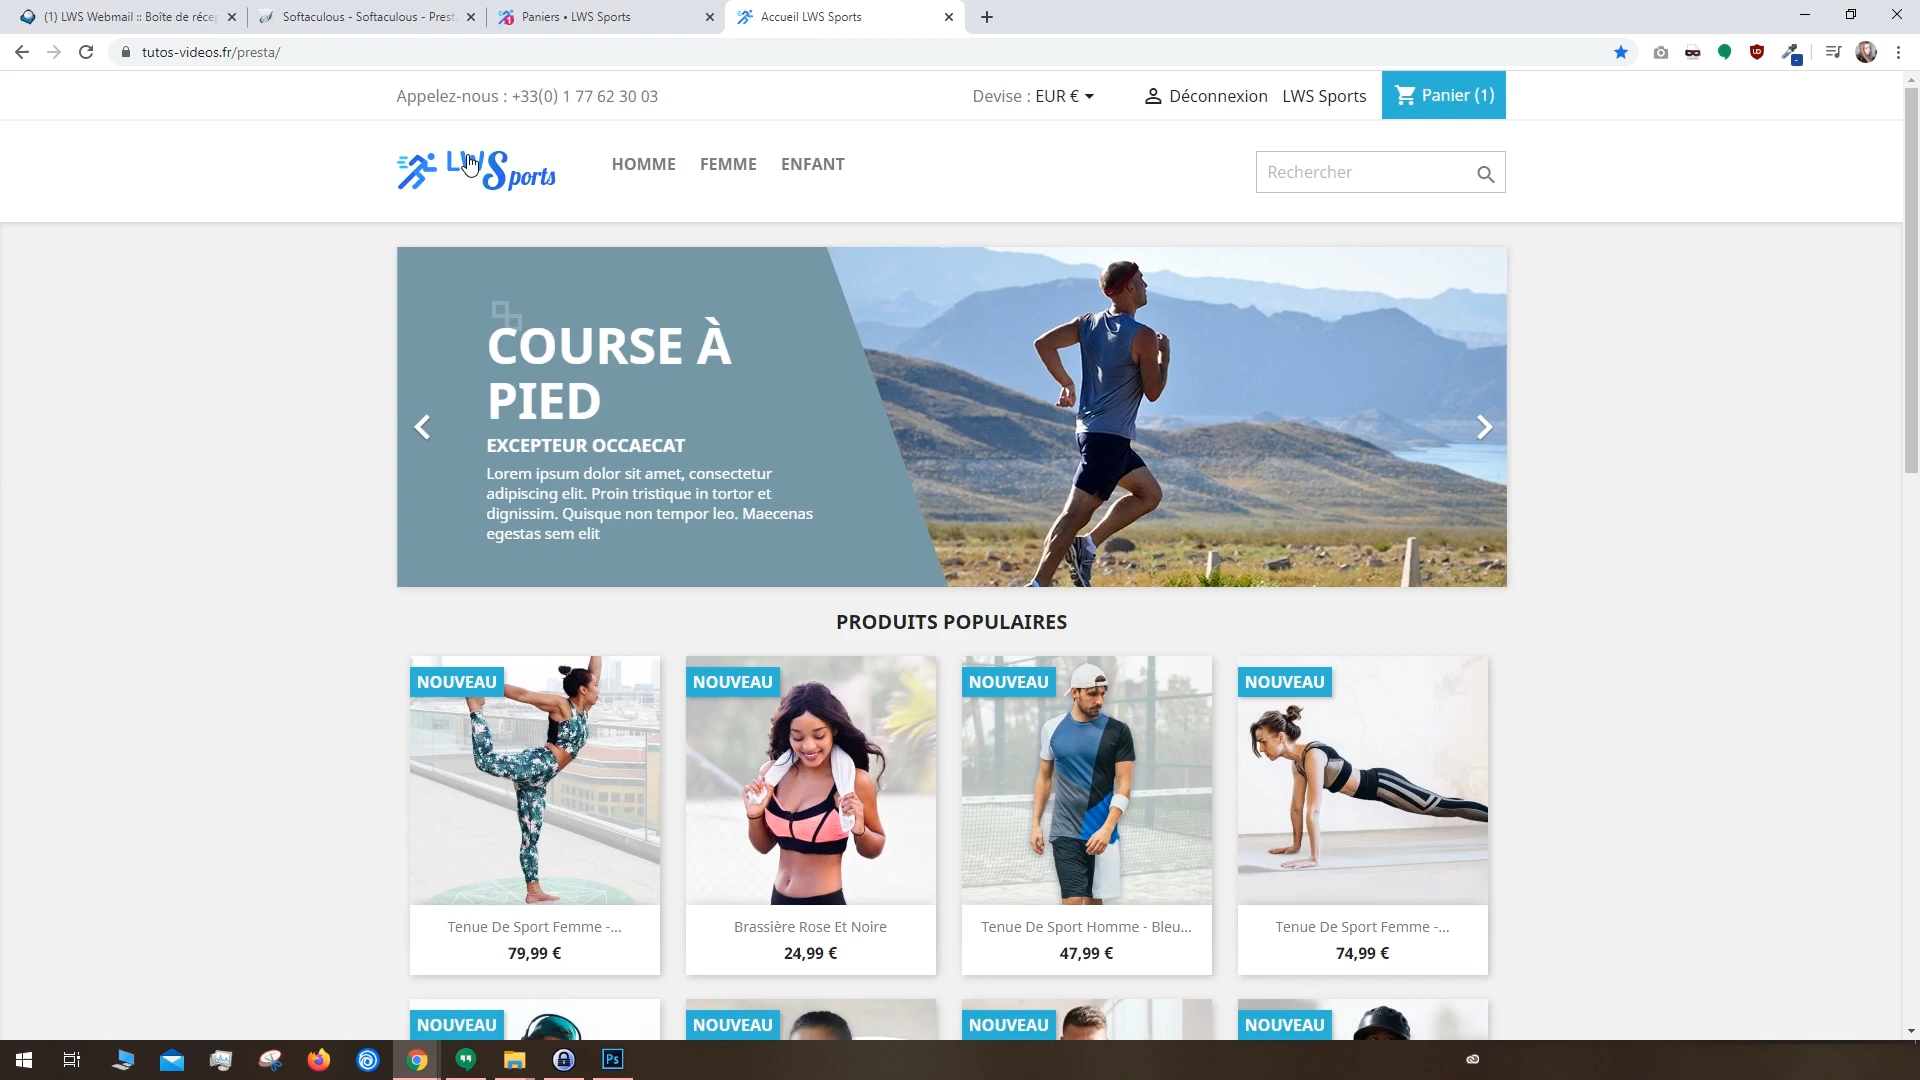 (1) LWS Webmail :: Boîte de récep
Softaculous - Softaculous - Presta
Paniers • LWS Sports
Accueil LWS Sports
tutos-videos.fr/presta/
Appelez-nous : +33(0) 1 77 62 30 03
Devise : EUR €
Déconnexion
LWS Sports
Panier (1)
LWSports
HOMME
FEMME
ENFANT
Rechercher
COURSE À
PIED
EXCEPTEUR OCCAECAT
Lorem ipsum dolor sit amet, consectetur
adipiscing elit. Proin tristique in tortor et
dignissim. Quisque non tempor leo. Maecenas
egestas sem elit
PRODUITS POPULAIRES
NOUVEAU
NOUVEAU
NOUVEAU
NOUVEAU
Tenue De Sport Femme -...
Brassière Rose Et Noire
Tenue De Sport Homme - Bleu...
Tenue De Sport Femme -...
79,99 €
24,99 €
47,99 €
74,99 €
NOUVEAU
NOUVEAU
NOUVEAU
NOUVEAU
Ps